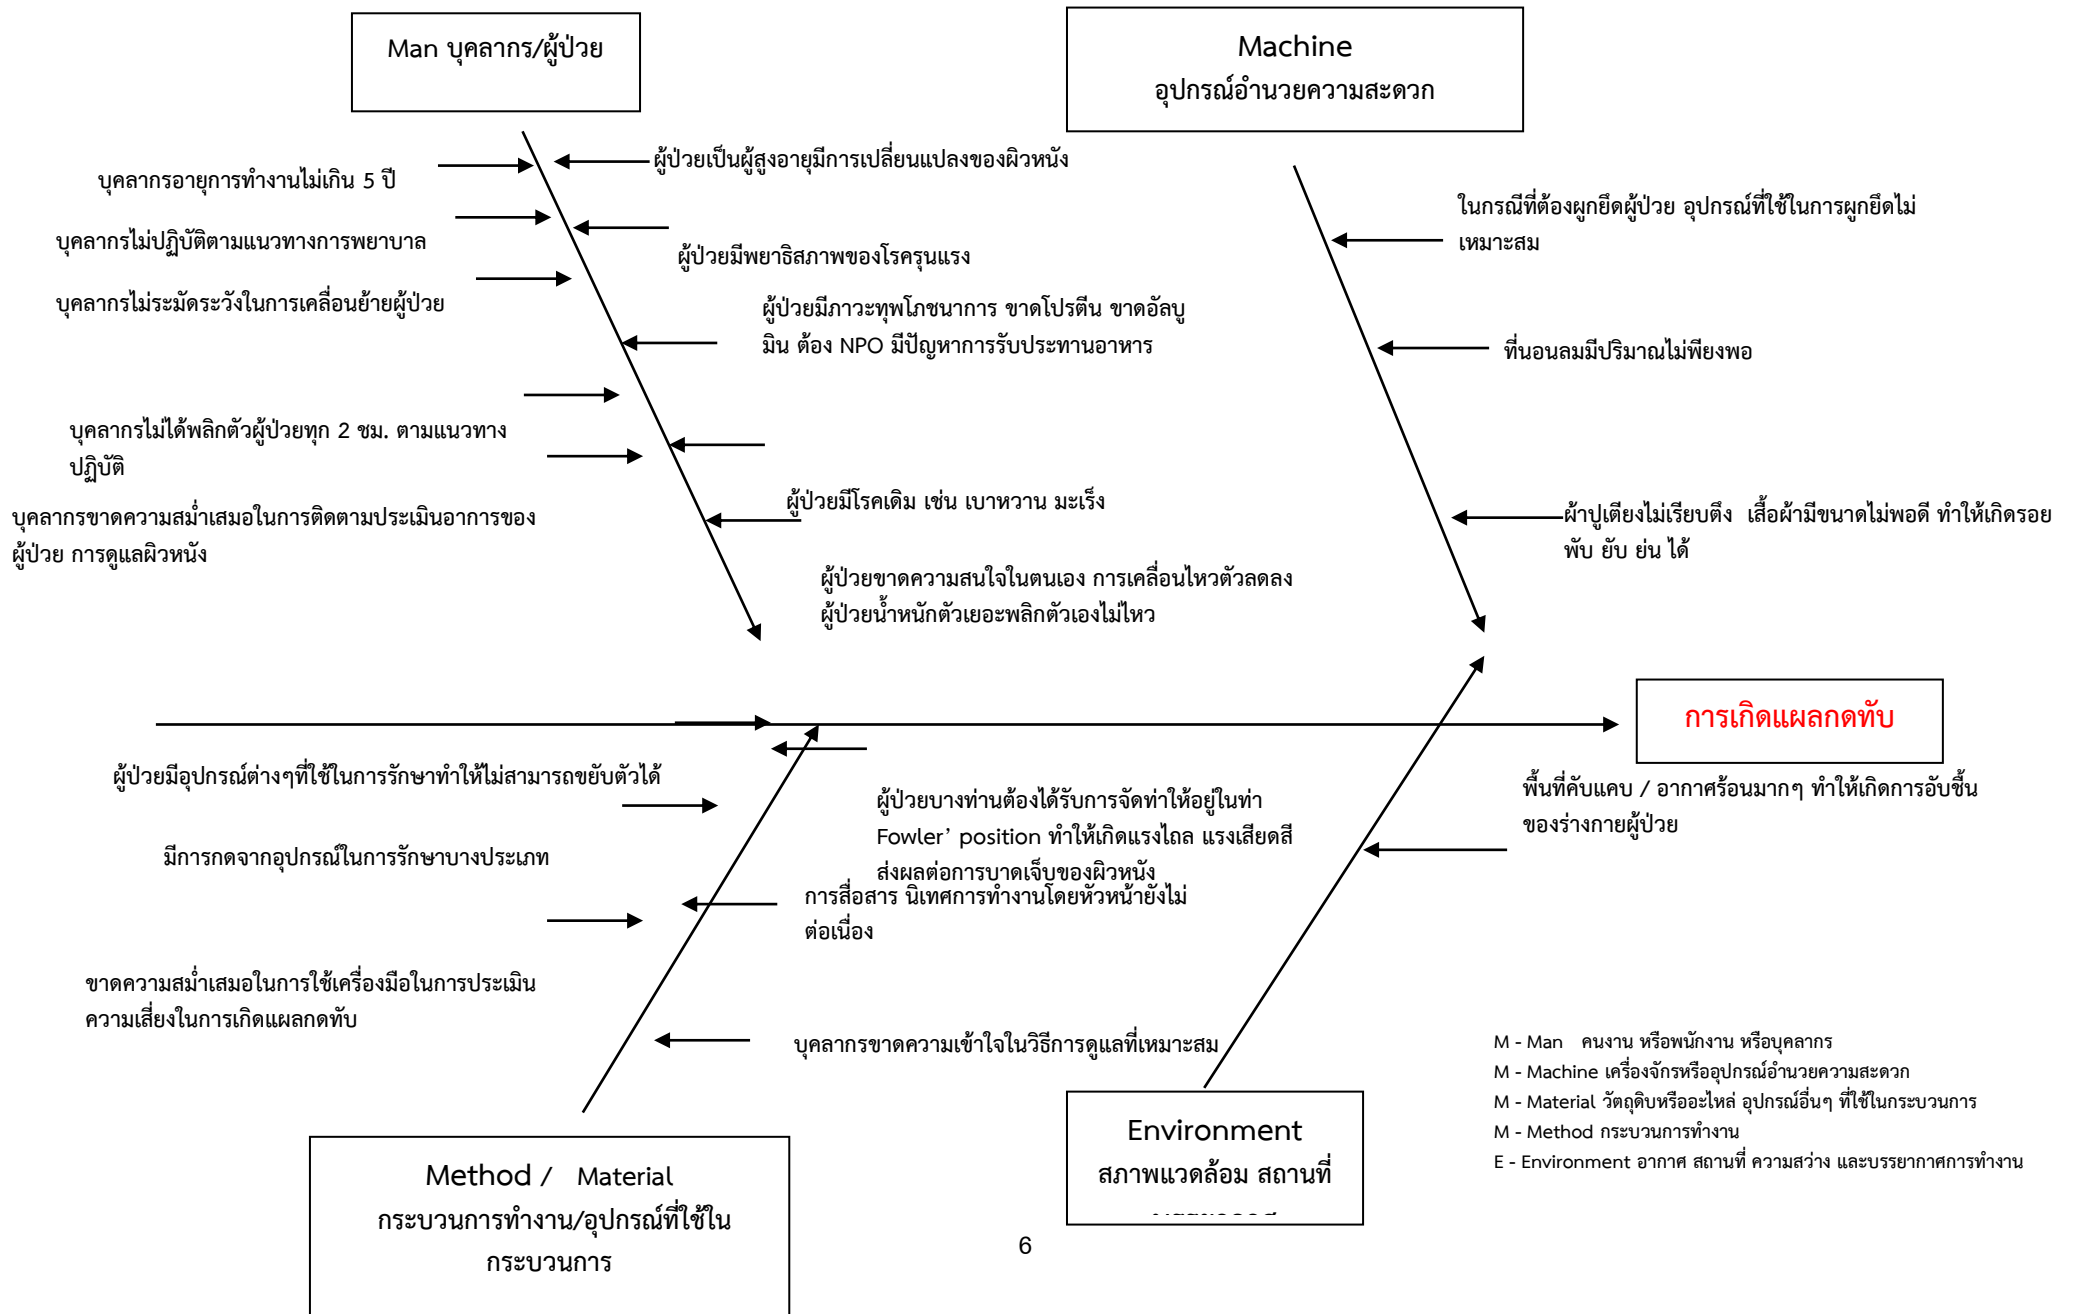 Man บุคลากร/ผู้ป่วย
Machine
อุปกรณ์อำนวยความสะดวก
บุคลากรอายุการทำงานไม่เกิน 5 ปี
บุคลากรไม่ปฏิบัติตามแนวทางการพยาบาล
บุคลากรไม่ระมัดระวังในการเคลื่อนย้ายผู้ป่วย
บุคลากรไม่ได้พลิกตัวผู้ป่วยทุก 2 ชม. ตามแนวทาง
ปฏิบัติ
บุคลากรขาดความสม่ำเสมอในการติดตามประเมินอาการของ
ผู้ป่วย การดูแลผิวหนัง
ผู้ป่วยเป็นผู้สูงอายุมีการเปลี่ยนแปลงของผิวหนัง
ผู้ป่วยมีพยาธิสภาพของโรครุนแรง
ผู้ป่วยมีภาวะทุพโภชนาการ ขาดโปรตีน ขาดอัลบู
มิน ต้อง NPO มีปัญหาการรับประทานอาหาร
ผู้ป่วยมีโรคเดิม เช่น เบาหวาน มะเร็ง
ผู้ป่วยขาดความสนใจในตนเอง การเคลื่อนไหวตัวลดลง
ผู้ป่วยน้ำหนักตัวเยอะพลิกตัวเองไม่ไหว
ในกรณีที่ต้องผูกยึดผู้ป่วย อุปกรณ์ที่ใช้ในการผูกยึดไม่
เหมาะสม
ที่นอนลมมีปริมาณไม่พียงพอ
ผ้าปูเตียงไม่เรียบตึง เสื้อผ้ามีขนาดไม่พอดี ทำให้เกิดรอย
พับ ยับ ย่น ได้
การเกิดแผลกดทับ
ผู้ป่วยมีอุปกรณ์ต่างๆที่ใช้ในการรักษาทำให้ไม่สามารถขยับตัวได้
มีการกดจากอุปกรณ์ในการรักษาบางประเภท
ขาดความสม่ำเสมอในการใช้เครื่องมือในการประเมิน
ความเสี่ยงในการเกิดแผลกดทับ
ผู้ป่วยบางท่านต้องได้รับการจัดท่าให้อยู่ในท่า
Fowler’ position ทำให้เกิดแรงไถล แรงเสียดสี
ส่งผลต่อการบาดเจ็บของผิวหนัง
การสื่อสาร นิเทศการทำงานโดยหัวหน้ายังไม่
ต่อเนื่อง
บุคลากรขาดความเข้าใจในวิธีการดูแลที่เหมาะสม
พื้นที่คับแคบ / อากาศร้อนมากๆ ทำให้เกิดการอับชื้น
ของร่างกายผู้ป่วย
Method / Material
กระบวนการทำงาน/อุปกรณ์ที่ใช้ใน
กระบวนการ
Environment
สภาพแวดล้อม สถานที่
M - Man คนงาน หรือพนักงาน หรือบุคลากร
M - Machine เครื่องจักรหรืออุปกรณ์อำนวยความสะดวก
M - Material วัตถุดิบหรืออะไหล่ อุปกรณ์อื่นๆ ที่ใช้ในกระบวนการ
M - Method กระบวนการทำงาน
E - Environment อากาศ สถานที่ ความสว่าง และบรรยากาศการทำงาน
6